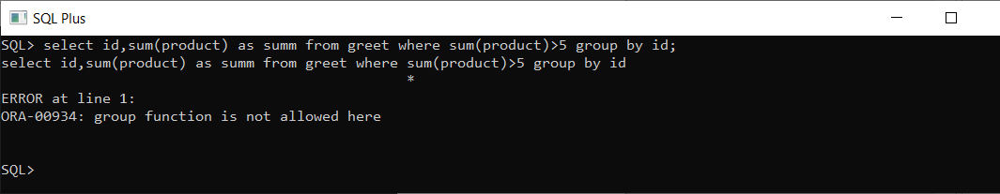 SQL Plus
SQL> select id,sum(product) as summ from greet where sum(product)>5 group by id;
select id,sum(product) as summ from greet where sum(product)>5 group by id
*
ERROR at line 1:
ORA-00934: group function is not allowed here
SQL>